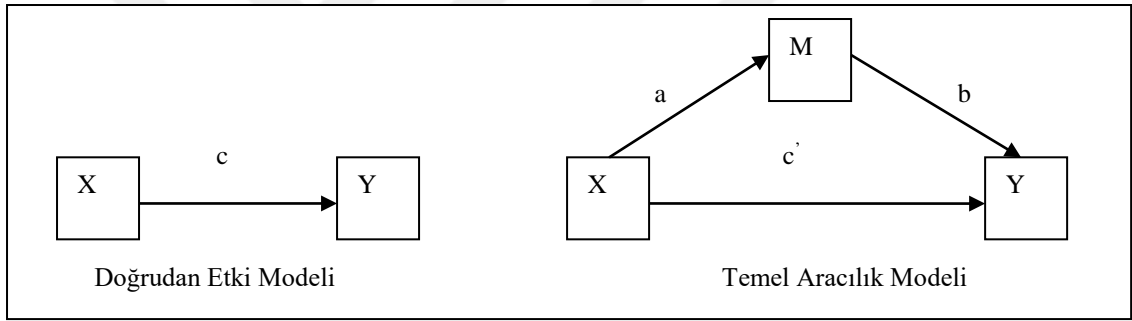 M
a
b
c
c’
X
Y
X
Y
Doğrudan Etki Modeli
Temel Aracılık Modeli